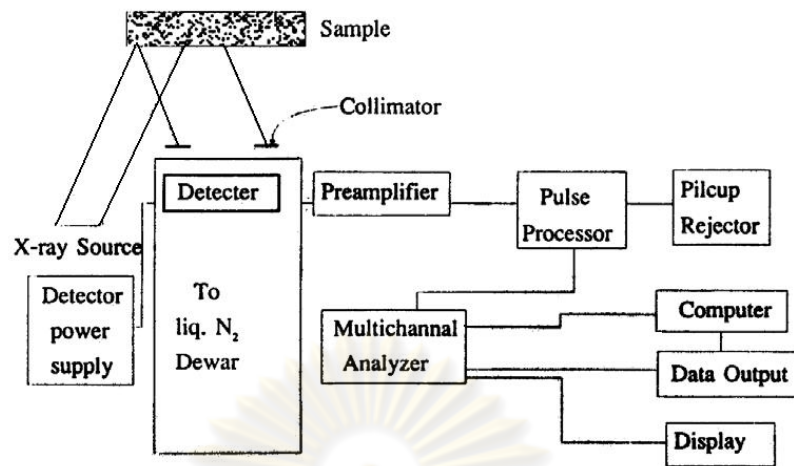 Sample
Collimator
Detecter
Preamplifier
Pulse
Processor
Pilcup
Rejector
X-ray Source
Detector
power
supply
To
liq. N₂
Dewar
Multichannal
Analyzer
Computer
Data Output
Display